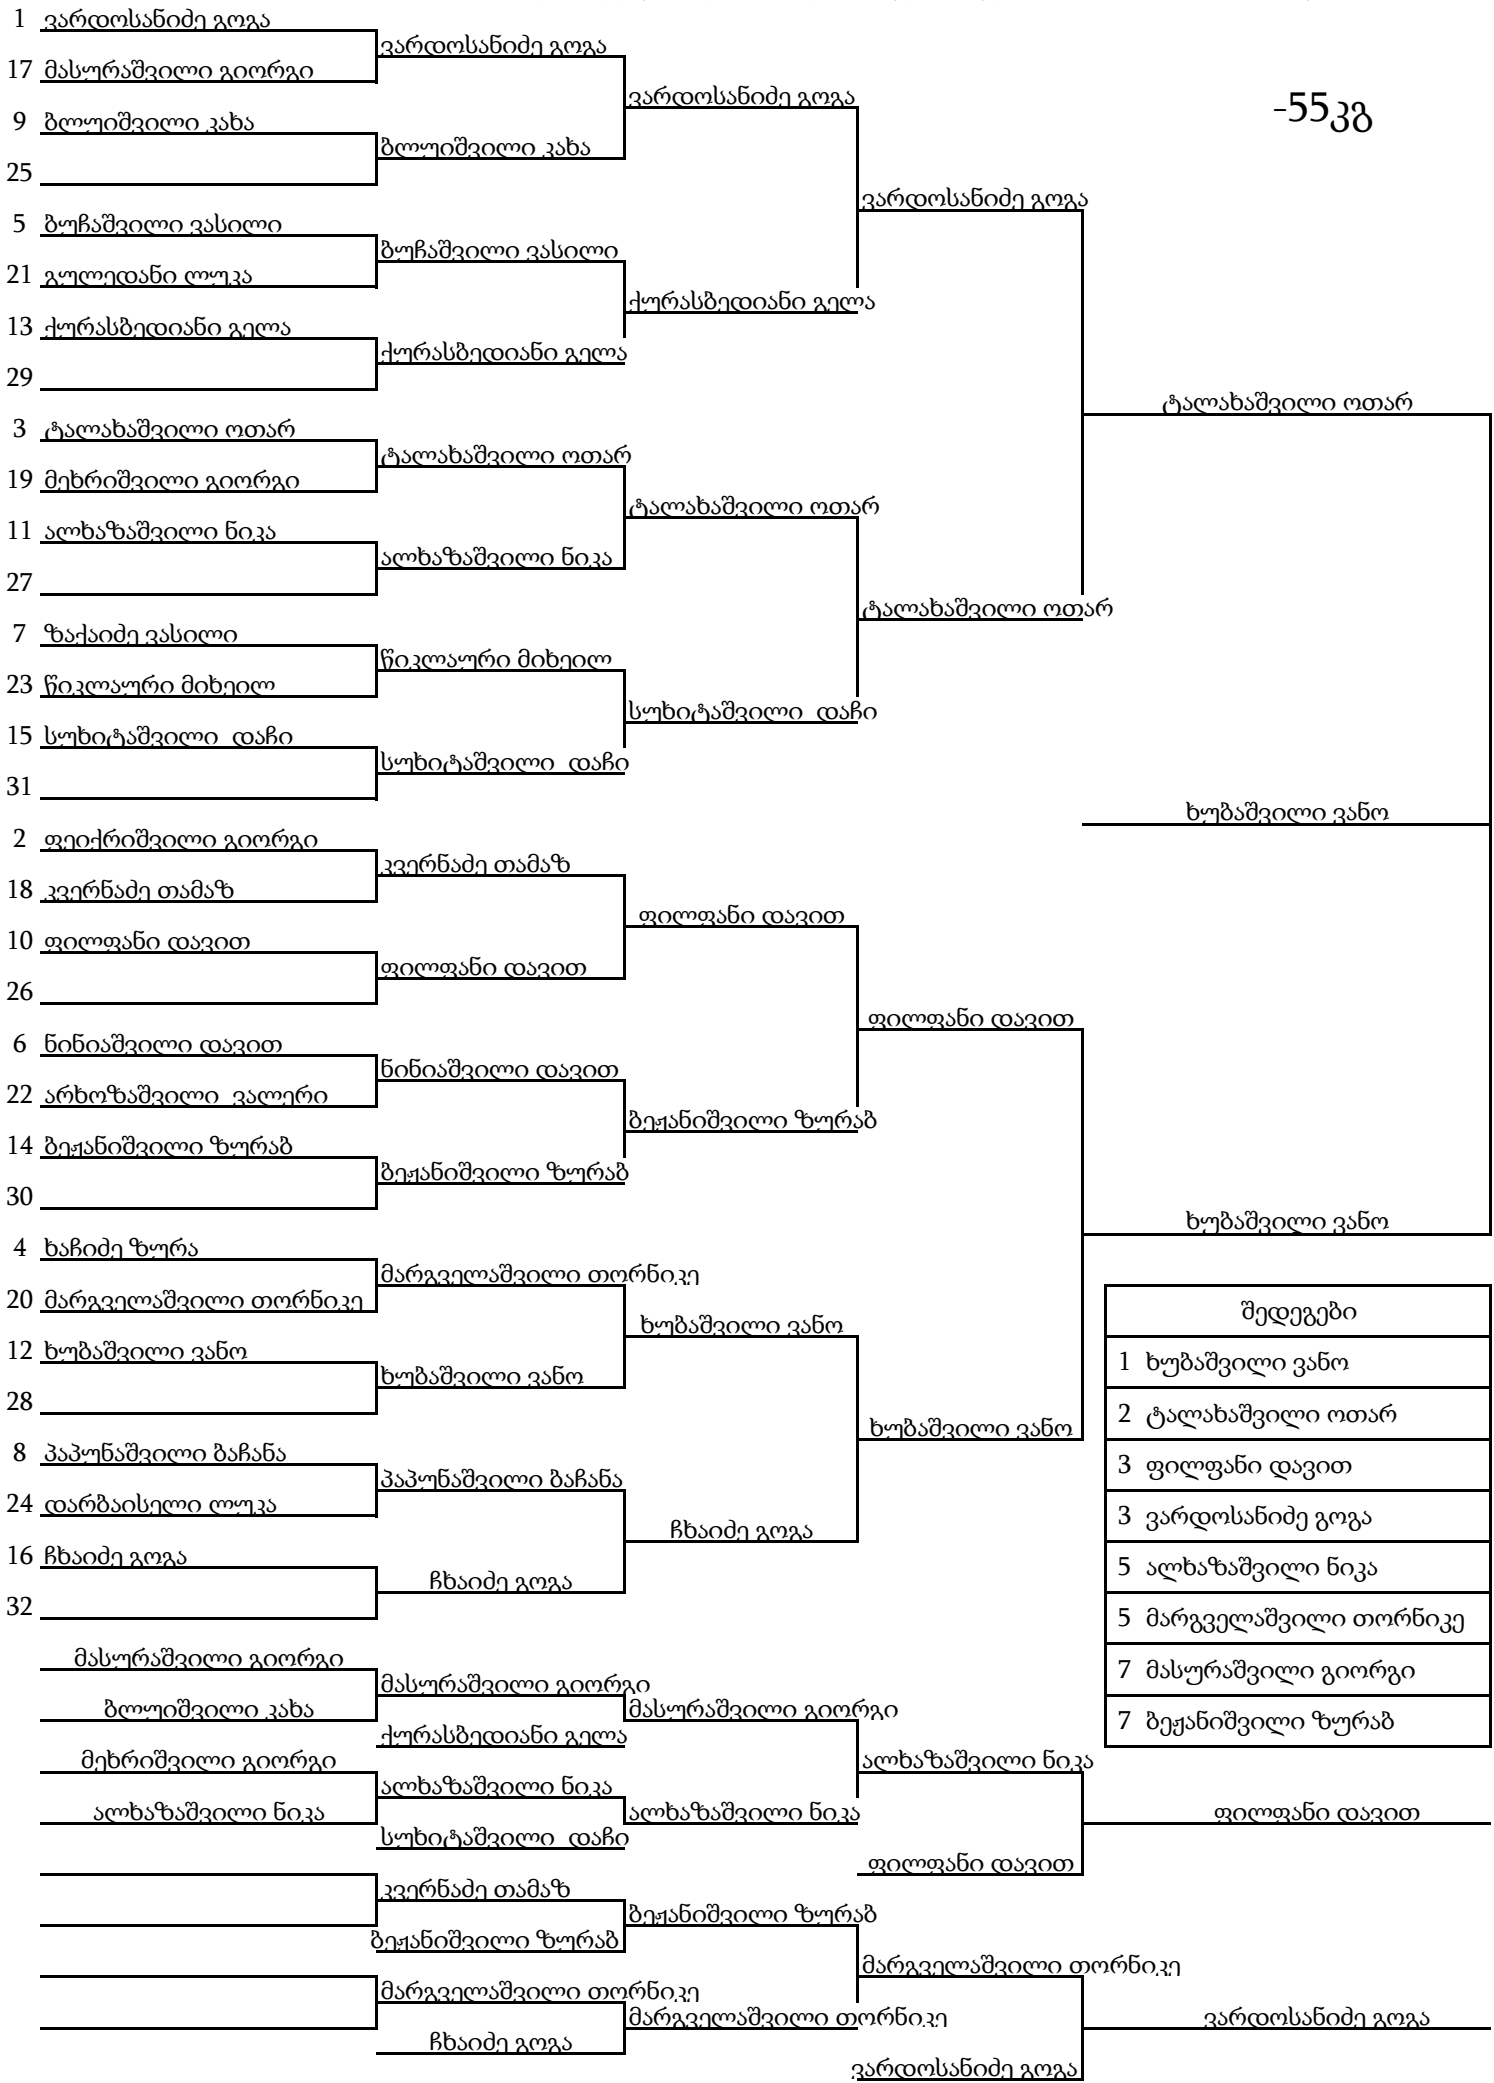 1 ვარდოსანიძე გოგა
ვარდოსანიძე გოგა
17 მასურაშვილი გიორგი
ვარდოსანიძე გოგა
-55კგ
9 ბლუიშვილი კახა
ბლუიშვილი კახა
25
ვარდოსანიძე გოგა
5 ბუჩაშვილი ვასილი
ბუჩაშვილი ვასილი
21 გულედანი ლუკა
ქურასბედიანი გელა
13 ქურასბედიანი გელა
ქურასბედიანი გელა
29
ტალახაშვილი ოთარ
3 ტალახაშვილი ოთარ
ტალახაშვილი ოთარ
19 მეხრიშვილი გიორგი
ტალახაშვილი ოთარ
11 ალხაზაშვილი ნიკა
ალხაზაშვილი ნიკა
27
ტალახაშვილი ოთარ
7 ზაქაიძე ვასილი
წიკლაური მიხეილ
23 წიკლაური მიხეილ
სუხიტაშვილი დაჩი
15 სუხიტაშვილი დაჩი
სუხიტაშვილი დაჩი
31
ხუბაშვილი ვანო
2 ფეიქრიშვილი გიორგი
კვერნაძე თამაზ
18 კვერნაძე თამაზ
ფილფანი დავით
10 ფილფანი დავით
ფილფანი დავით
26
ფილფანი დავით
6 ნინიაშვილი დავით
ნინიაშვილი დავით
22 არხოზაშვილი ვალერი
ბეჟანიშვილი ზურაბ
14 ბეჟანიშვილი ზურაბ
ბეჟანიშვილი ზურაბ
30
ხუბაშვილი ვანო
4 ხაჩიძე ზურა
მარგველაშვილი თორნიკე
20 მარგველაშვილი თორნიკე
ხუბაშვილი ვანო
12 ხუბაშვილი ვანო
ხუბაშვილი ვანო
28
ხუბაშვილი ვანო
8 პაპუნაშვილი ბაჩანა
პაპუნაშვილი ბაჩანა
24 დარბაისელი ლუკა
ჩხაიძე გოგა
16 ჩხაიძე გოგა
ჩხაიძე გოგა
32
შედეგები
1 ხუბაშვილი ვანო
2 ტალახაშვილი ოთარ
3 ფილფანი დავით
3 ვარდოსანიძე გოგა
5 ალხაზაშვილი ნიკა
5 მარგველაშვილი თორნიკე
7 მასურაშვილი გიორგი
7 ბეჟანიშვილი ზურაბ
მასურაშვილი გიორგი
მასურაშვილი გიორგი
ბლუიშვილი კახა
მასურაშვილი გიორგი
ქურასბედიანი გელა
მეხრიშვილი გიორგი
ალხაზაშვილი ნიკა
ალხაზაშვილი ნიკა
ალხაზაშვილი ნიკა
ალხაზაშვილი ნიკა
ფილფანი დავით
სუხიტაშვილი დაჩი
ფილფანი დავით
კვერნაძე თამაზ
ბეჟანიშვილი ზურაბ
ბეჟანიშვილი ზურაბ
მარგველაშვილი თორნიკე
მარგველაშვილი თორნიკე
მარგველაშვილი თორნიკე
ვარდოსანიძე გოგა
ჩხაიძე გოგა
ვარდოსანიძე გოგა